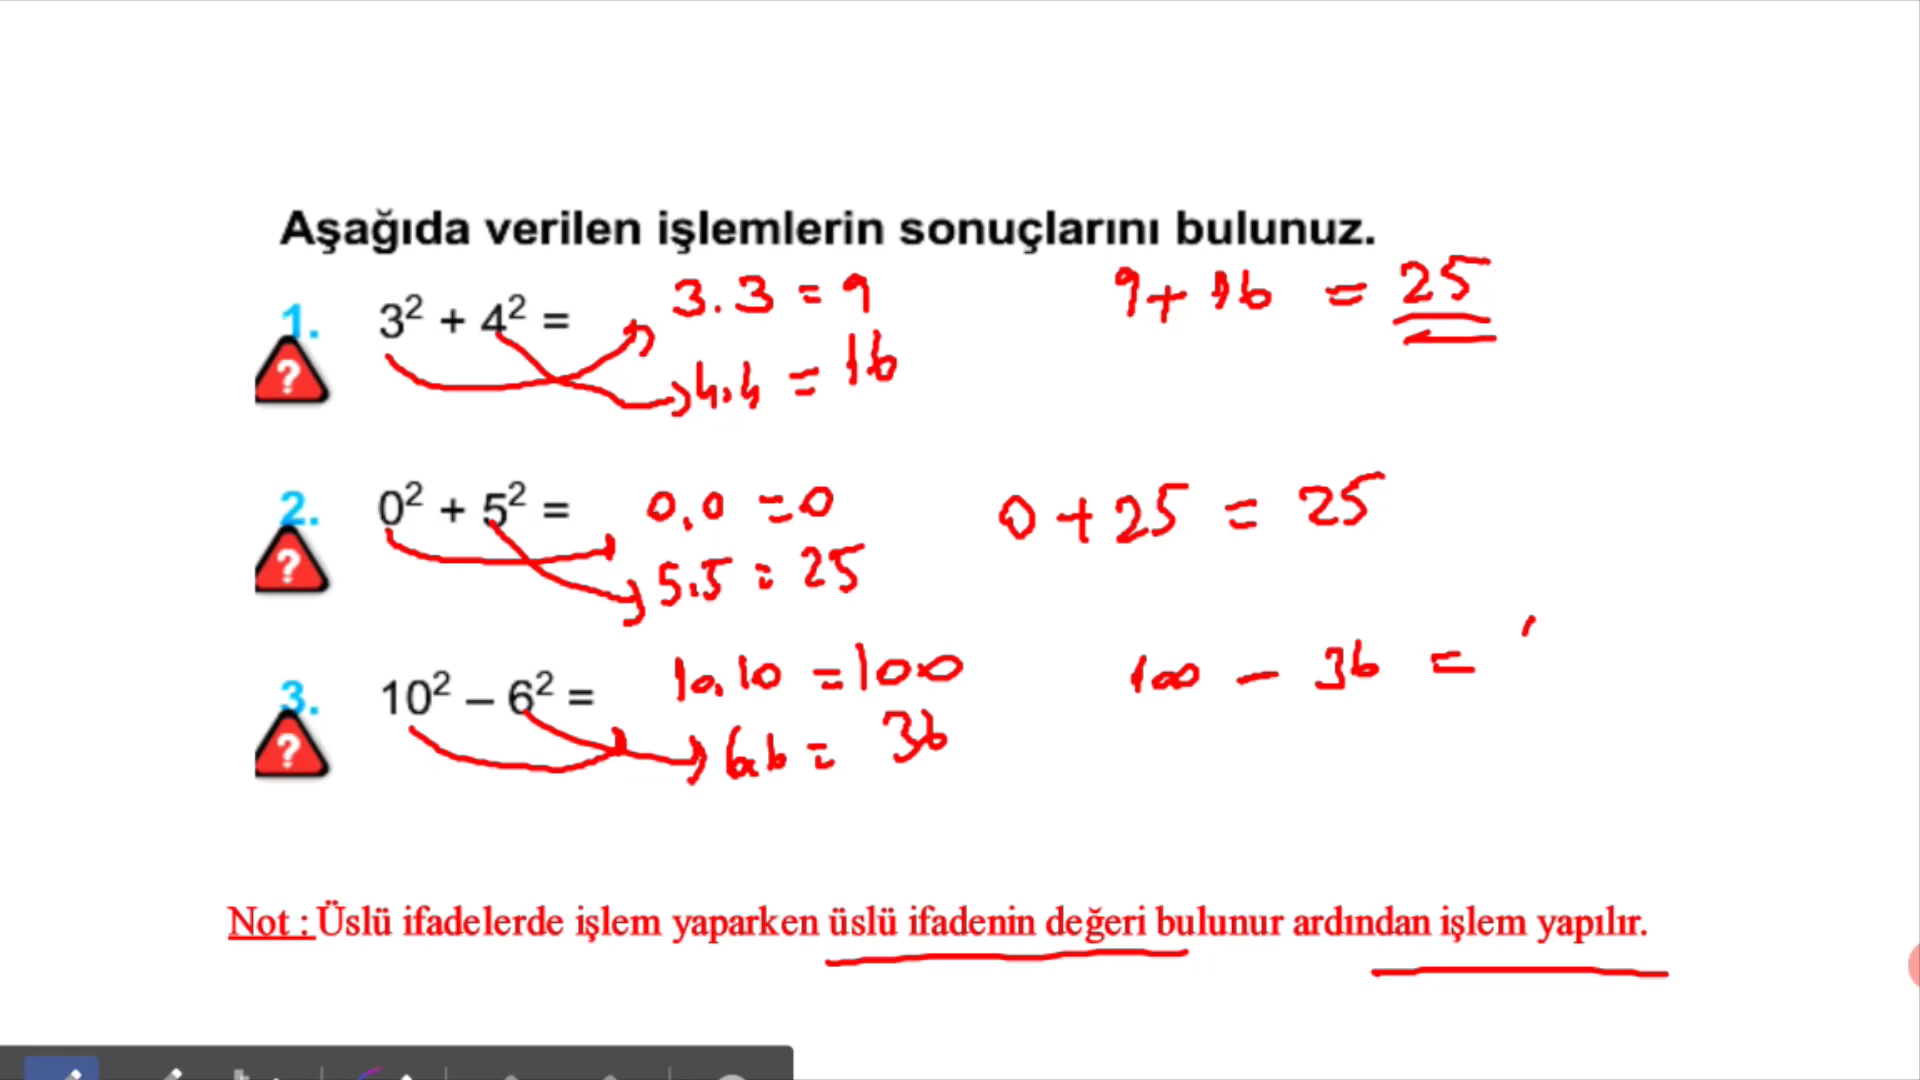 Aşağıda verilen işlemlerin sonuçlarını bulunuz.
1. 3² + 4² = 3.3 = 9 9 + 16 = 25
4.4 = 16
2. 0² + 5² = 0.0 = 0 0 + 25 = 25
5.5 = 25
3. 10² – 6² = 10.10 = 100 100 – 36 =
6.6 = 36
Not : Üslü ifadelerde işlem yaparken üslü ifadenin değeri bulunur ardından işlem yapılır.